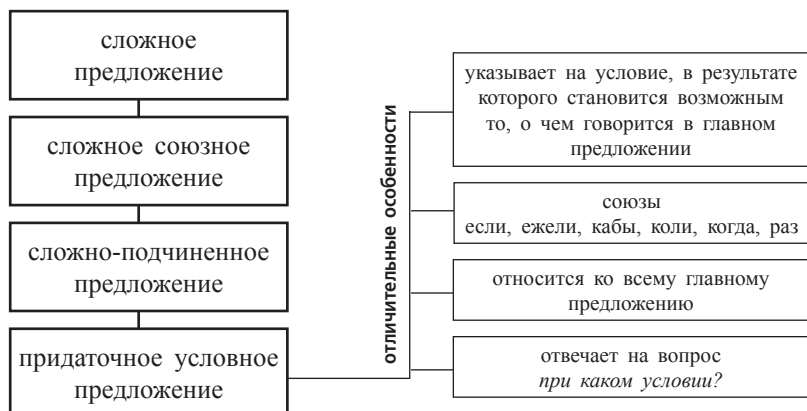 сложное
предложение
сложное союзное
предложение
сложно-подчиненное
предложение
придаточное условное
предложение
отличительные особенности
указывает на условие, в результате
которого становится возможным
то, о чем говорится в главном
предложении
союзы
если, ежели, кабы, коли, когда, раз
относится ко всему главному
предложению
отвечает на вопрос
при каком условии?